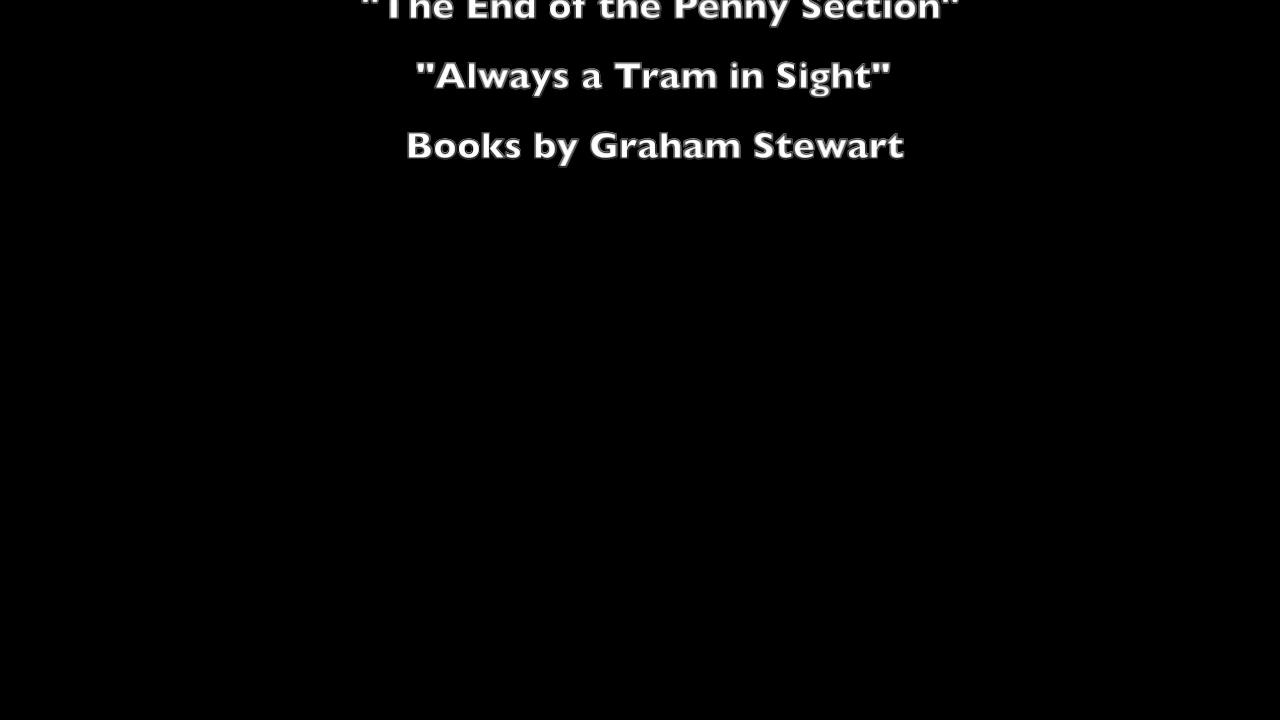 "The End of the Penny Section"
"Always a Tram in Sight"
Books by Graham Stewart